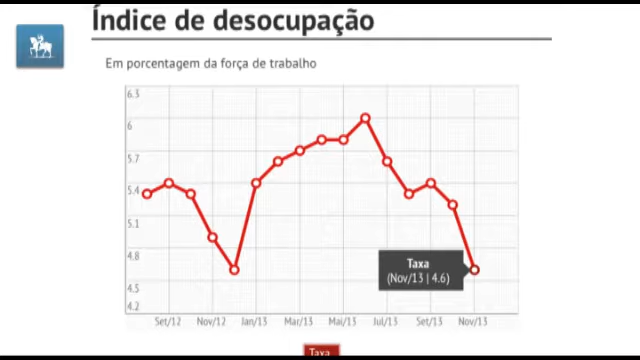 Índice de desocupação
Em porcentagem da força de trabalho
6.3
6
5.7
5.4
5.1
4.8
4.5
4.2
Taxa
(Nov/13 | 4.6)
Set/12 Nov/12 Jan/13 Mar/13 Mai/13 Jul/13 Set/13 Nov/13
Taxa